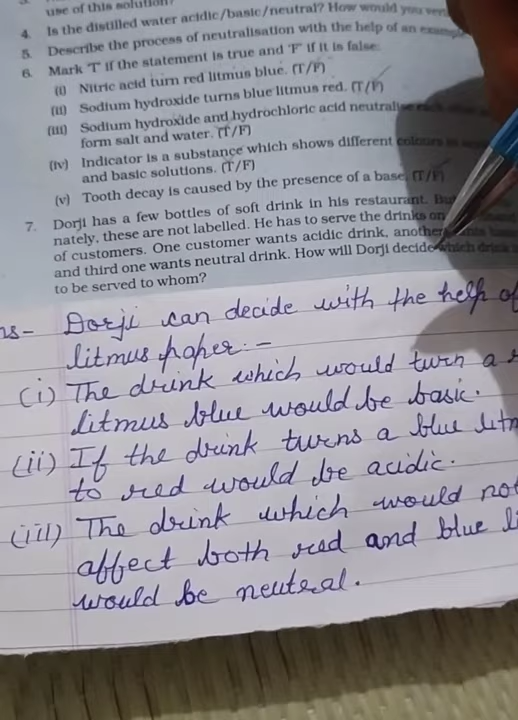 use of this solution?
4. Is the distilled water acidic/basic/neutral? How would you
5. Describe the process of neutralisation with the help of an example
6. Mark 'T' if the statement is true and 'F' if it is false.
(i) Nitric acid turn red litmus blue. (T/F)
(ii) Sodium hydroxide turns blue litmus red. (T/F)
(iii) Sodium hydroxide and hydrochloric acid neutralise
form salt and water. (T/F)
(iv) Indicator is a substance which shows different colours in
and basic solutions. (T/F)
(v) Tooth decay is caused by the presence of a base. (T/F)
7. Dorji has a few bottles of soft drink in his restaurant. But
nately, these are not labelled. He has to serve the drinks on
of customers. One customer wants acidic drink, another
and third one wants neutral drink. How will Dorji decide which drink
to be served to whom?
ns- Dorji can decide with the help of
litmus paper:-
(i) The drink which would turn a
litmus blue would be basic.
(ii) If the drink turns a blue litm
to red would be acidic.
(iii) The drink which would not
affect both red and blue li
would be neutral.